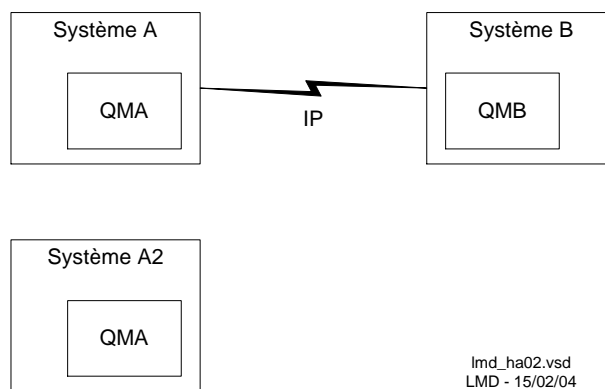 Système A
Système B
QMA
QMB
IP
Système A2
QMA
lmd_ha02.vsd
LMD - 15/02/04